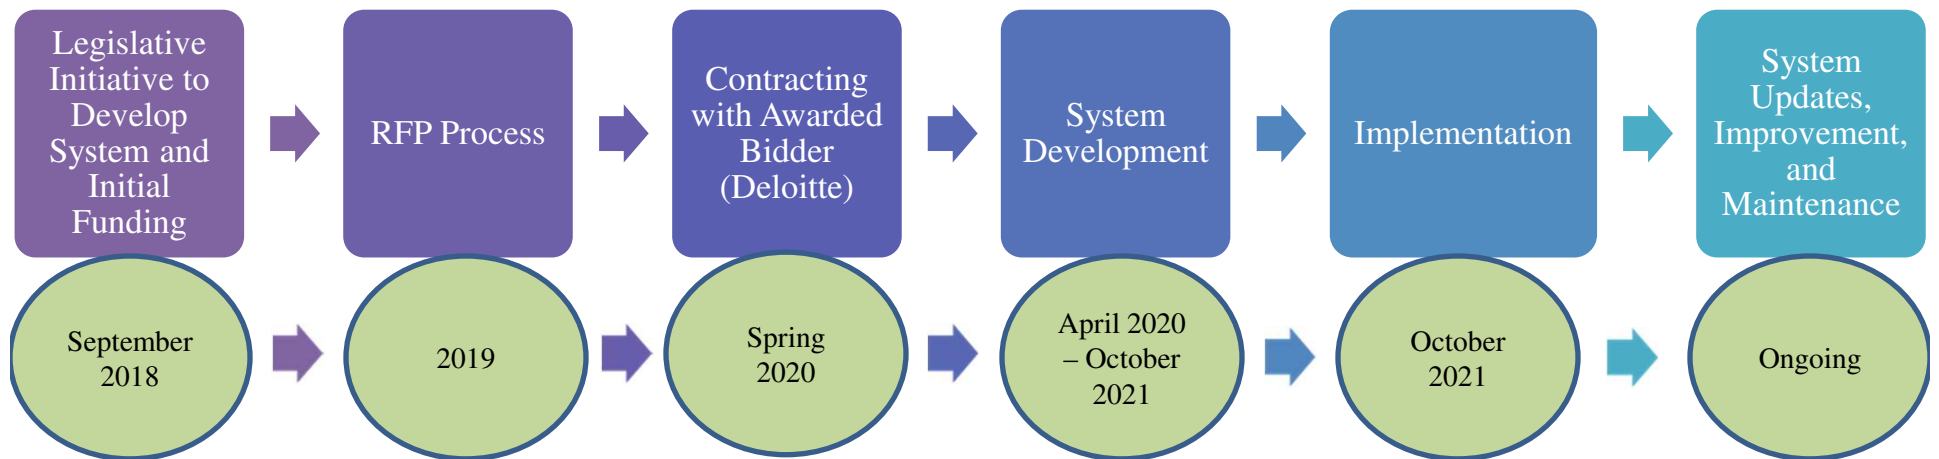 Legislative
Initiative to
Develop
System and
Initial
Funding
RFP Process
Contracting
with Awarded
Bidder
(Deloitte)
System
Development
Implementation
System
Updates,
Improvement,
and
Maintenance
September
2018
2019
Spring
2020
April 2020
– October
2021
October
2021
Ongoing